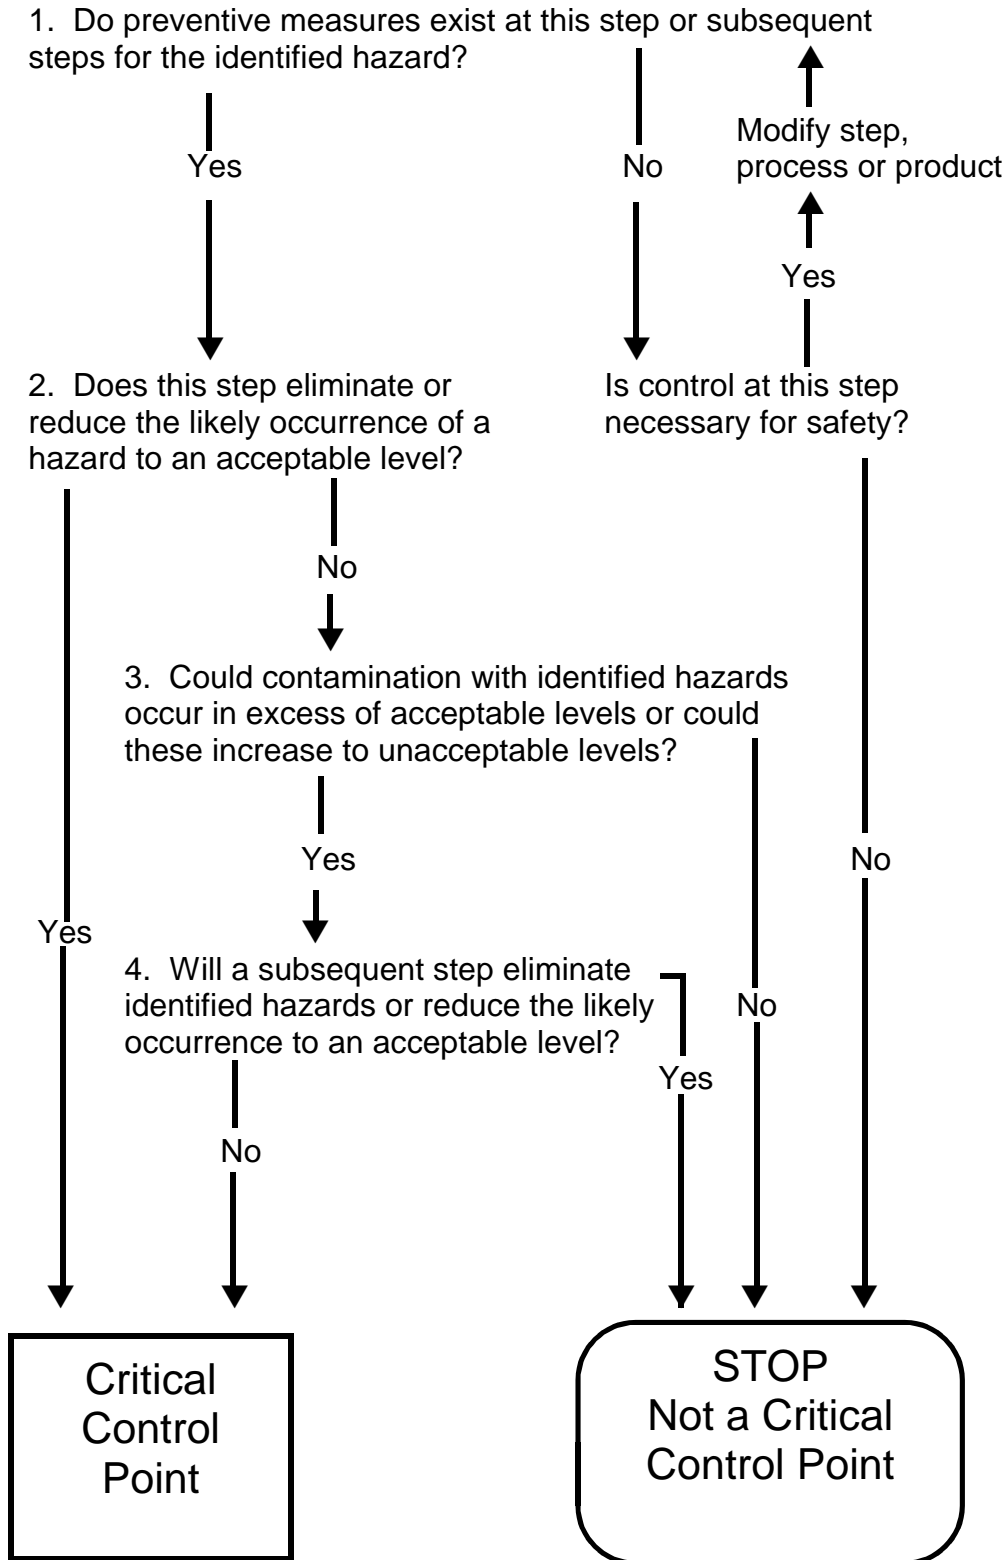 1.  Do preventive measures exist at this step or subsequent
steps for the identified hazard?
Yes
No
Modify step,
process or product
Yes
2.  Does this step eliminate or
reduce the likely occurrence of a
hazard to an acceptable level?
Is control at this step
necessary for safety?
No
3.  Could contamination with identified hazards
occur in excess of acceptable levels or could
these increase to unacceptable levels?
Yes
No
Yes
4.  Will a subsequent step eliminate
identified hazards or reduce the likely
occurrence to an acceptable level?
No
Yes
No
Critical
Control
Point
STOP
Not a Critical
Control Point